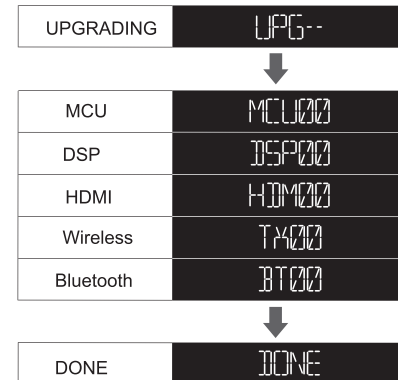 UPGRADING UPG--
MCU MCU00
DSP DSP00
HDMI HDM00
Wireless TX00
Bluetooth BT00
DONE DONE